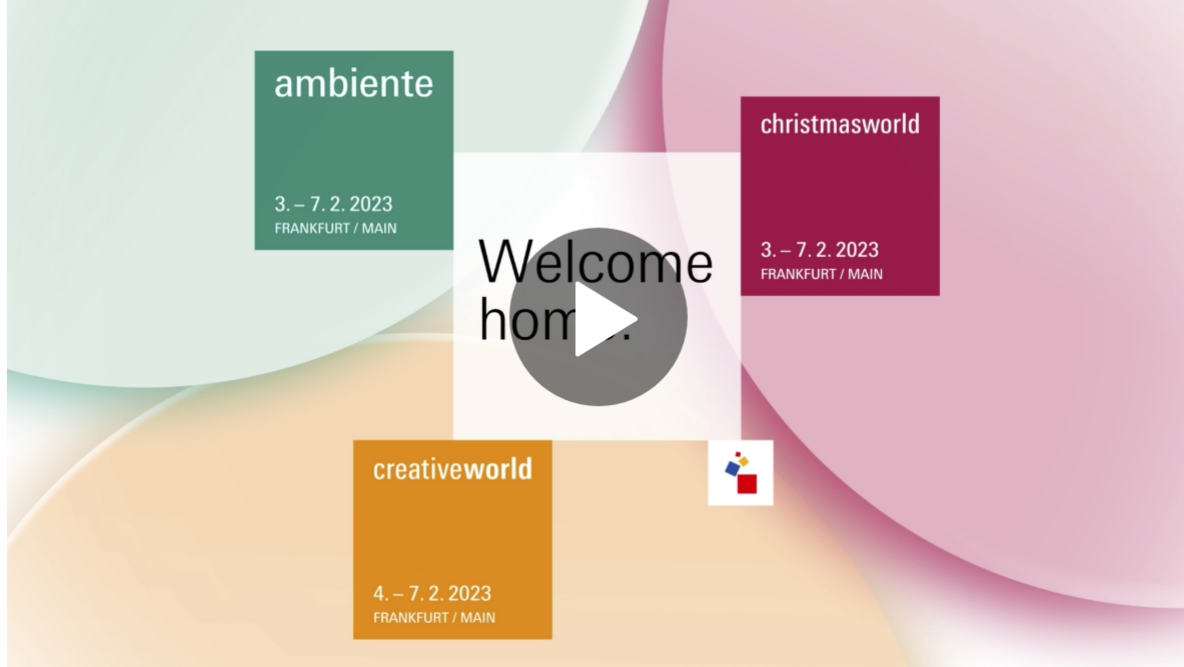 ambiente
3. – 7. 2. 2023
FRANKFURT / MAIN
christmasworld
3. – 7. 2. 2023
FRANKFURT / MAIN
Welcome
home.
creativeworld
4. – 7. 2. 2023
FRANKFURT / MAIN